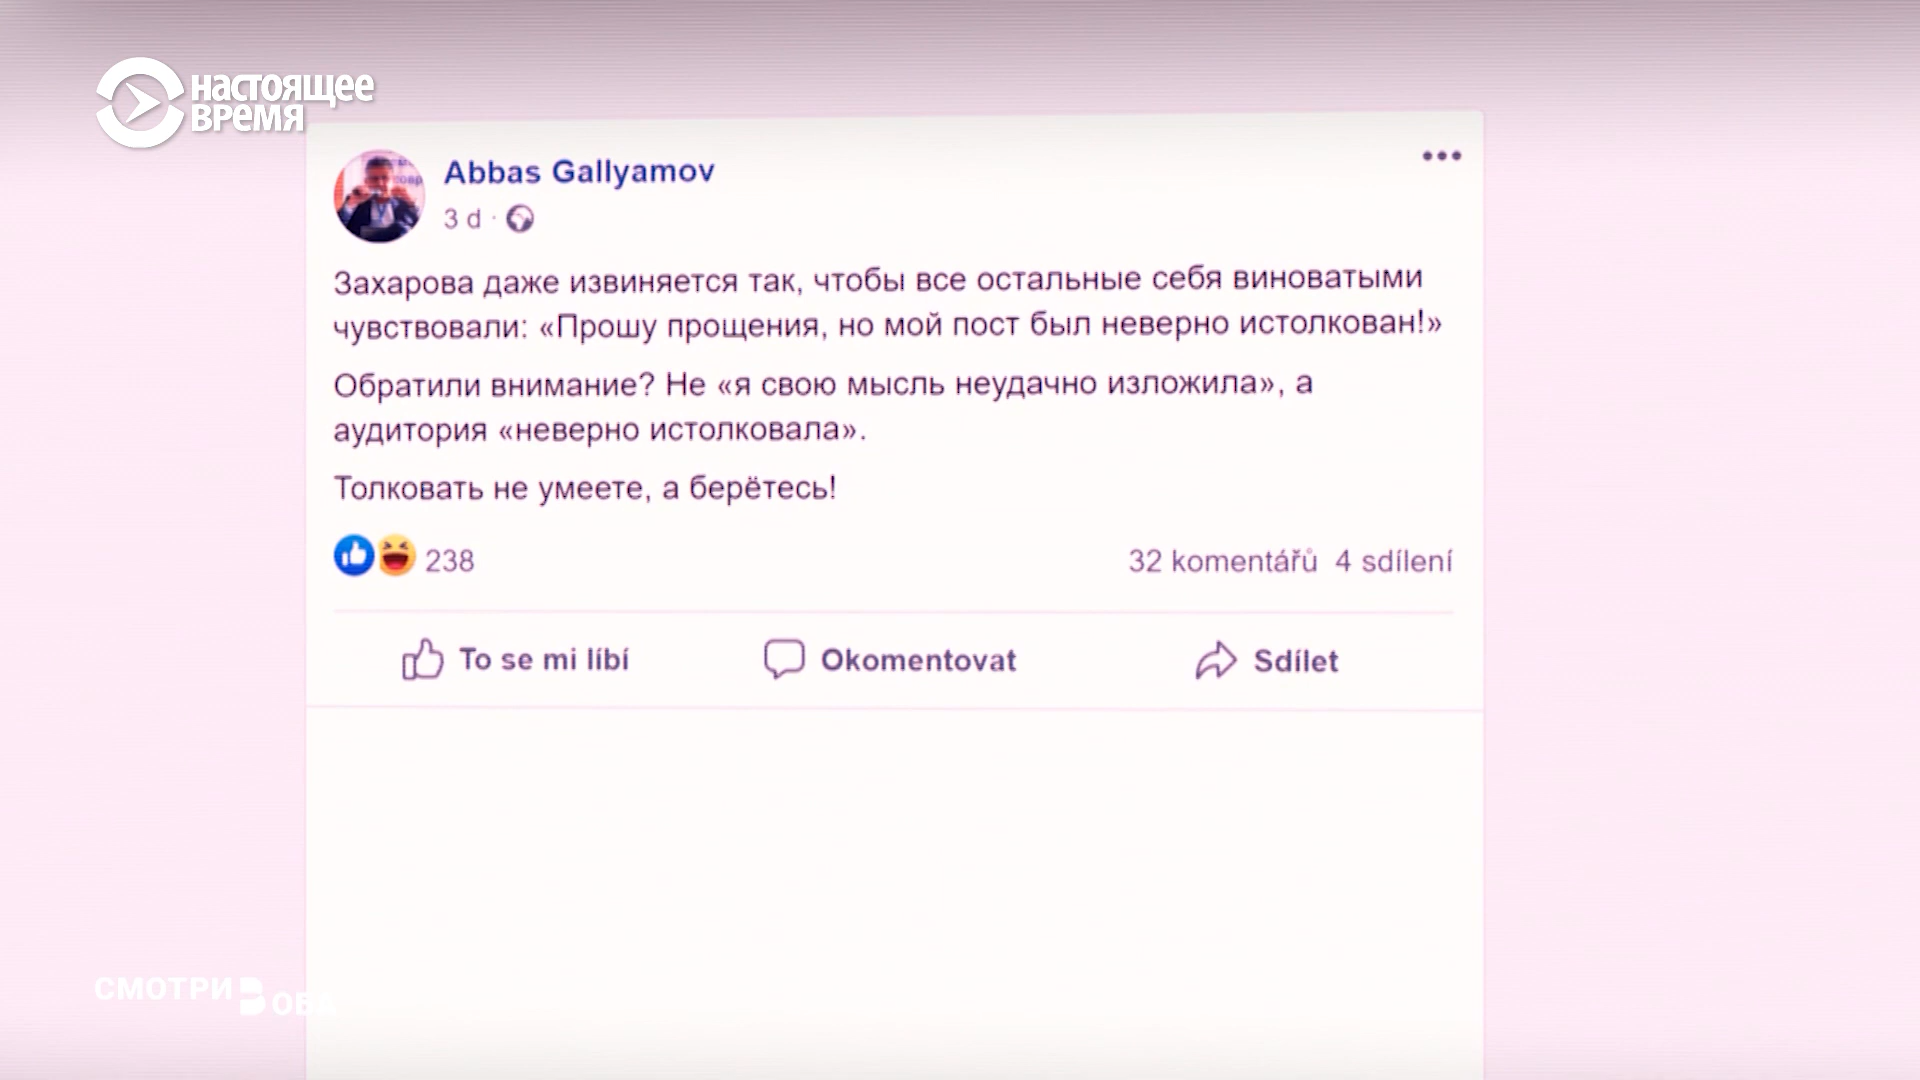 НАСТОЯЩЕЕ
ВРЕМЯ
Abbas Gallyamov
3 d ·
Захарова даже извиняется так, чтобы все остальные себя виноватыми
чувствовали: «Прошу прощения, но мой пост был неверно истолкован!»
Обратили внимание? Не «я свою мысль неудачно изложила», а
аудитория «неверно истолковала».
Толковать не умеете, а берётесь!
238
32 komentářů 4 sdílení
To se mi líbí
Okomentovat
Sdílet
СМОТРИ В ОБА